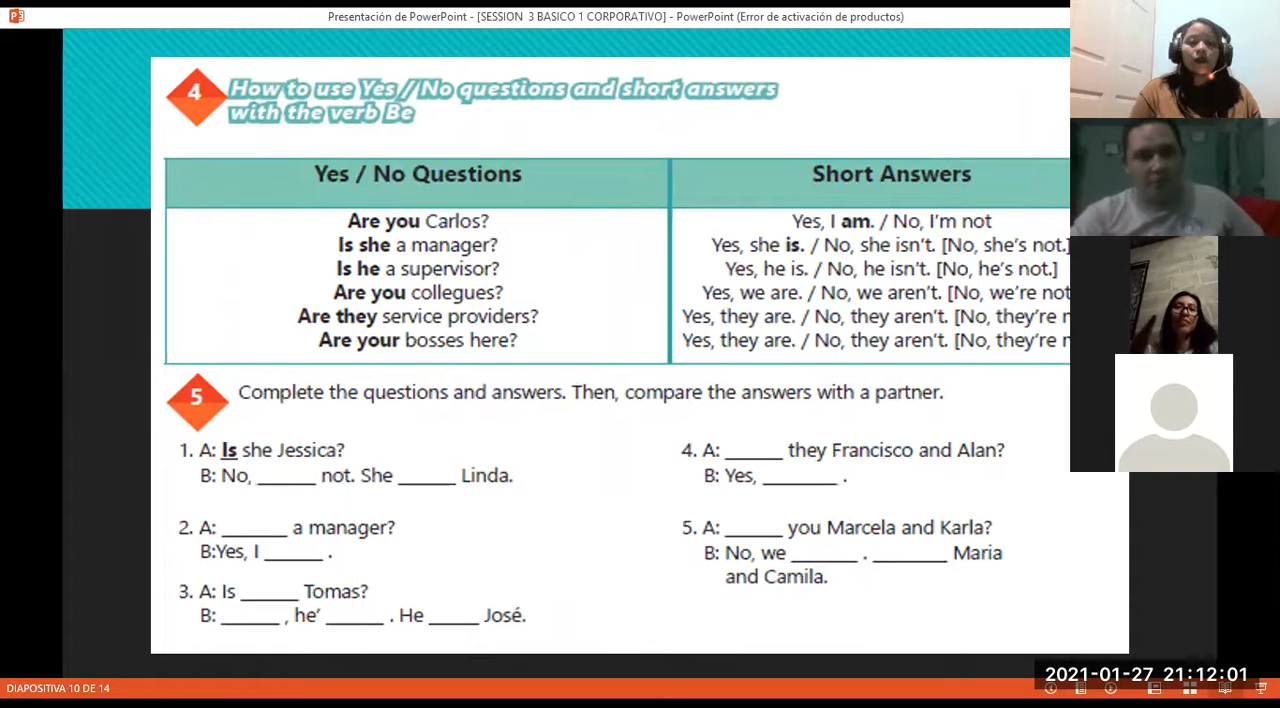 Presentación de PowerPoint - [SESSION 3 BASICO 1 CORPORATIVO] - PowerPoint (Error de activación de productos)
4
How to use Yes / No questions and short answers
with the verb Be
Yes / No Questions
Short Answers
Are you Carlos?
Yes, I am. / No, I'm not
Is she a manager?
Yes, she is. / No, she isn't. [No, she's not.]
Is he a supervisor?
Yes, he is. / No, he isn't. [No, he's not.]
Are you collegues?
Yes, we are. / No, we aren't. [No, we're not
Are they service providers?
Yes, they are. / No, they aren't. [No, they're
Are your bosses here?
Yes, they are. / No, they aren't. [No, they're
5
Complete the questions and answers. Then, compare the answers with a partner.
1. A: Is she Jessica?
B: No, ______ not. She ______ Linda.
2. A: _______ a manager?
B:Yes, I ______ .
3. A: Is ______ Tomas?
B: ______ , he' ______ . He _____ José.
4. A: ______ they Francisco and Alan?
B: Yes, ________ .
5. A: _____ you Marcela and Karla?
B: No, we _______ . ________ Maria
and Camila.
2021-01-27 21:12:01
DIAPOSITIVA 10 DE 14